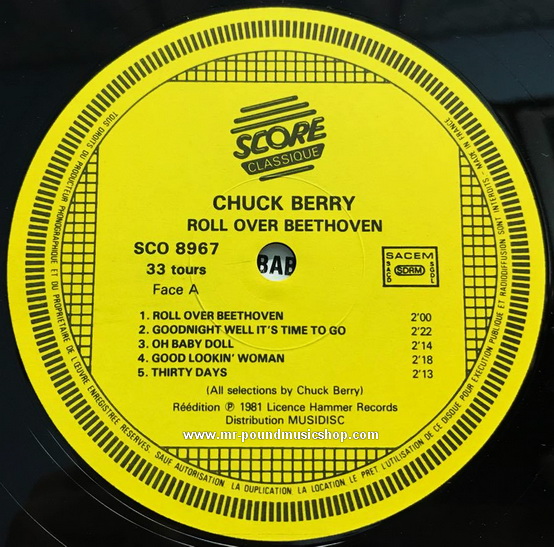 SCORE
CLASSIQUE
CHUCK BERRY
ROLL OVER BEETHOVEN
SCO 8967
33 tours
Face A
BAB
SACEM
SACD SDRM SGDL
1. ROLL OVER BEETHOVEN 2'00
2. GOODNIGHT WELL IT'S TIME TO GO 2'22
3. OH BABY DOLL 2'14
4. GOOD LOOKIN' WOMAN 2'18
5. THIRTY DAYS 2'13
(All selections by Chuck Berry)
Réédition Ⓟ 1981 Licence Hammer Records
Distribution MUSIDISC
www.mr-poundmusicshop.com
TOUS DROITS DU PRODUCTEUR PHONOGRAPHIQUE ET DU PROPRIETAIRE DE L'ŒUVRE ENREGISTREE RESERVES. SAUF AUTORISATION LA DUPLICATION, LA LOCATION, LE PRET L'UTILISATION DE CE DISQUE POUR EXECUTION PUBLIQUE ET RADIODIFFUSION SONT INTERDITS - MADE IN FRANCE